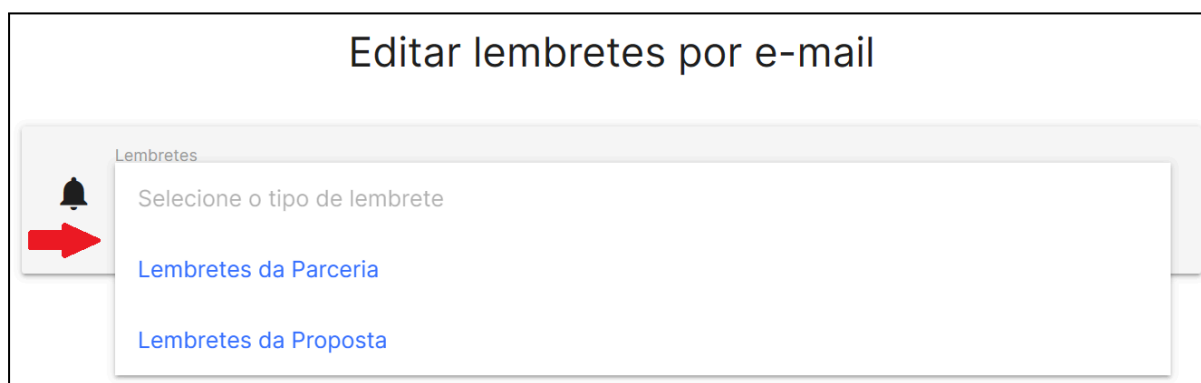 Editar lembretes por e-mail
Lembretes
Selecione o tipo de lembrete
Lembretes da Parceria
Lembretes da Proposta